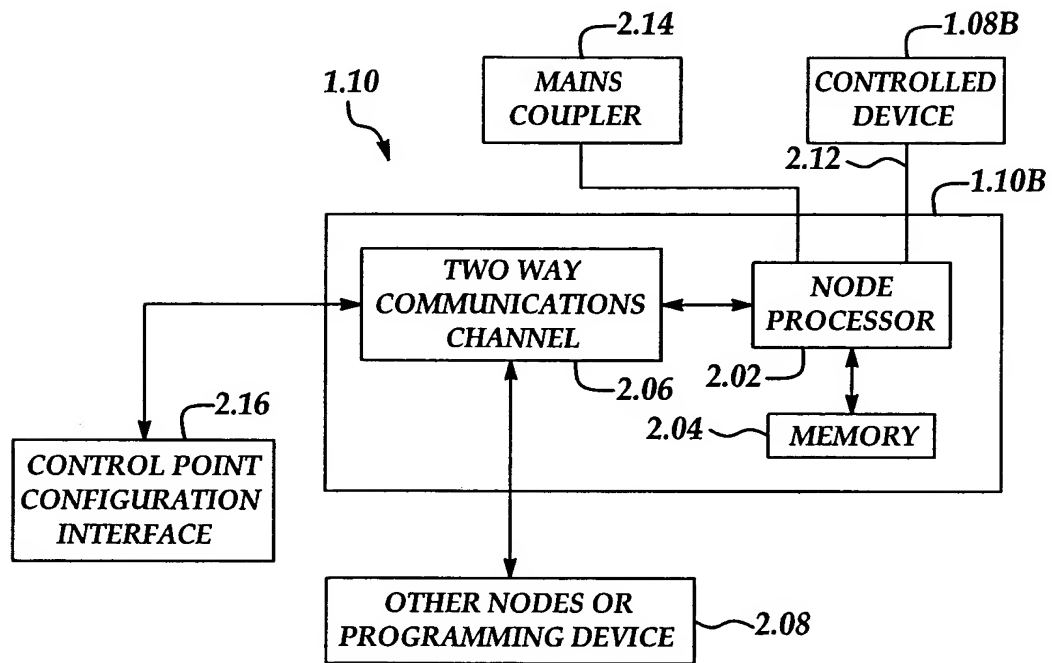 2.14
1.08B
1.10
MAINS
COUPLER
CONTROLLED
DEVICE
2.12
1.10B
TWO WAY
COMMUNICATIONS
CHANNEL
NODE
PROCESSOR
2.06
2.02
2.16
2.04
MEMORY
CONTROL POINT
CONFIGURATION
INTERFACE
OTHER NODES OR
PROGRAMMING DEVICE
2.08